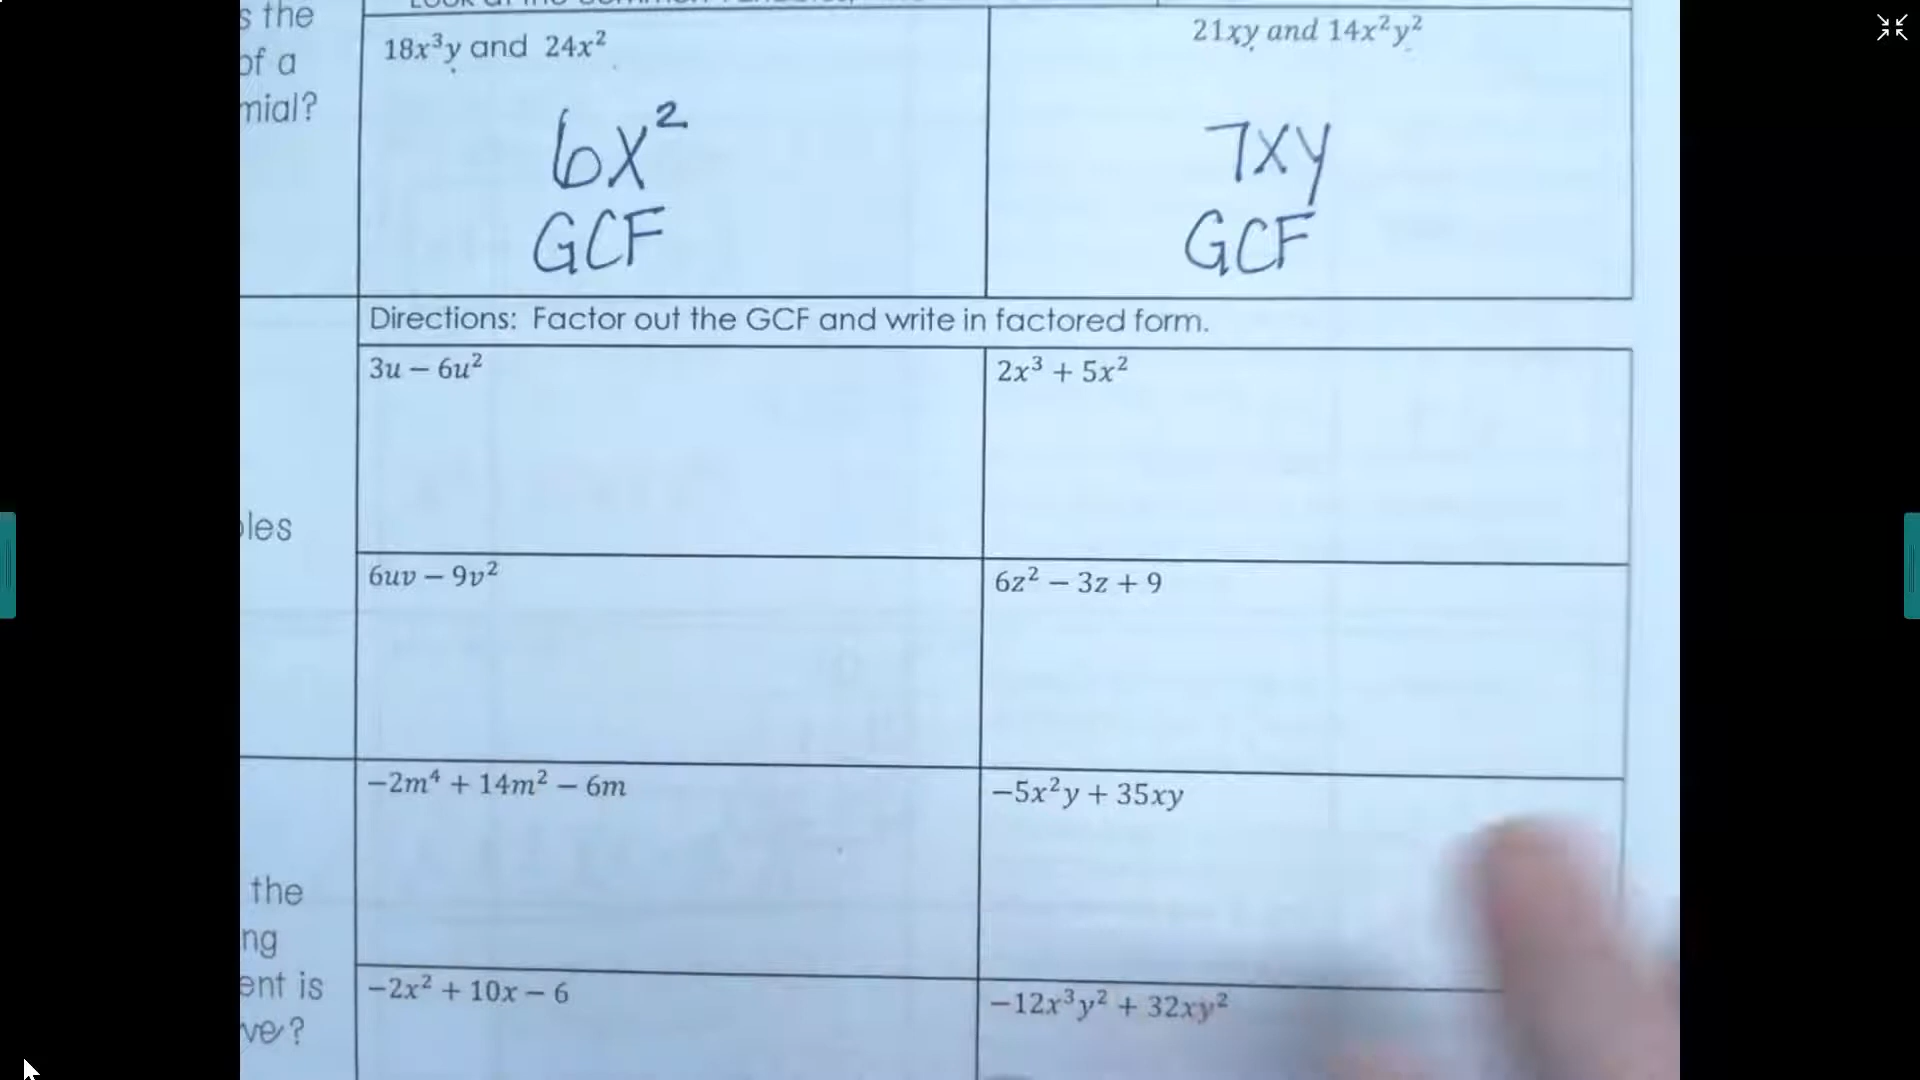 s the
of a
mial?
18x³y and 24x²
6x²
GCF
21xy and 14x²y²
7xy
GCF
Directions: Factor out the GCF and write in factored form.
3u – 6u²
2x³ + 5x²
les
6uv – 9v²
6z² – 3z + 9
–2m⁴ + 14m² – 6m
–5x²y + 35xy
the
ng
ent is
ve?
–2x² + 10x – 6
–12x³y² + 32xy²